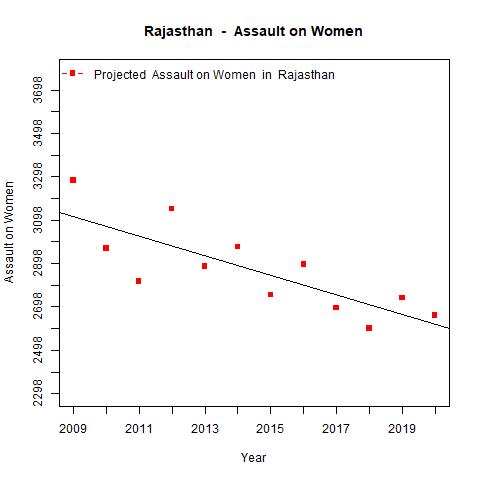 Rajasthan - Assault on Women
Projected Assault on Women in Rajasthan
Assault on Women
3698
3498
3298
3098
2898
2698
2498
2298
2009 2011 2013 2015 2017 2019
Year